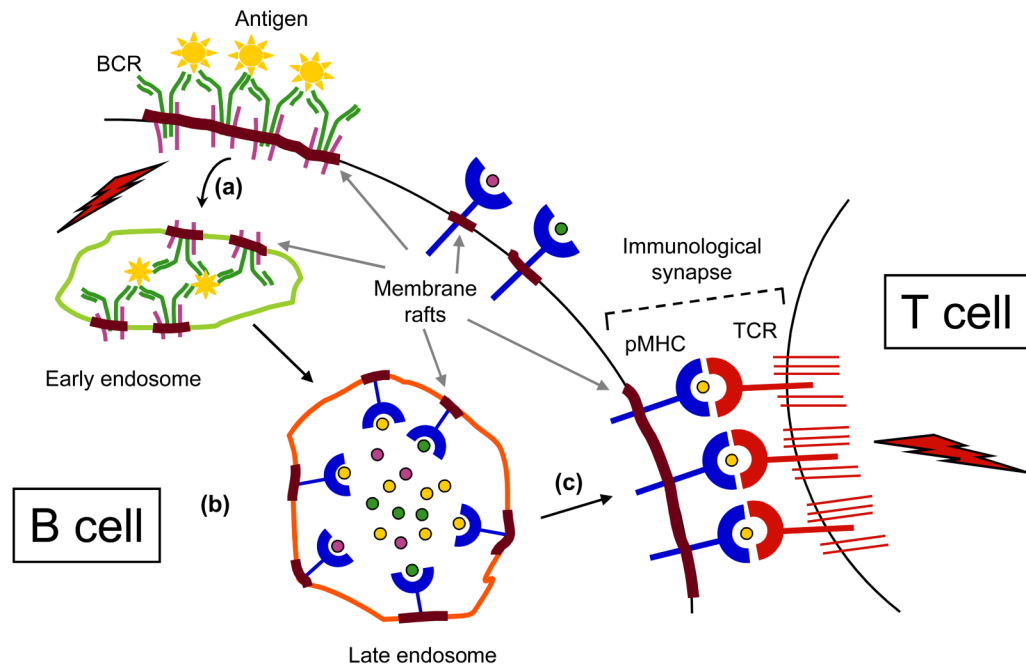 Antigen
BCR
(a)
Immunological
synapse
Membrane
rafts
T cell
pMHC
TCR
Early endosome
(b)
(c)
B cell
Late endosome